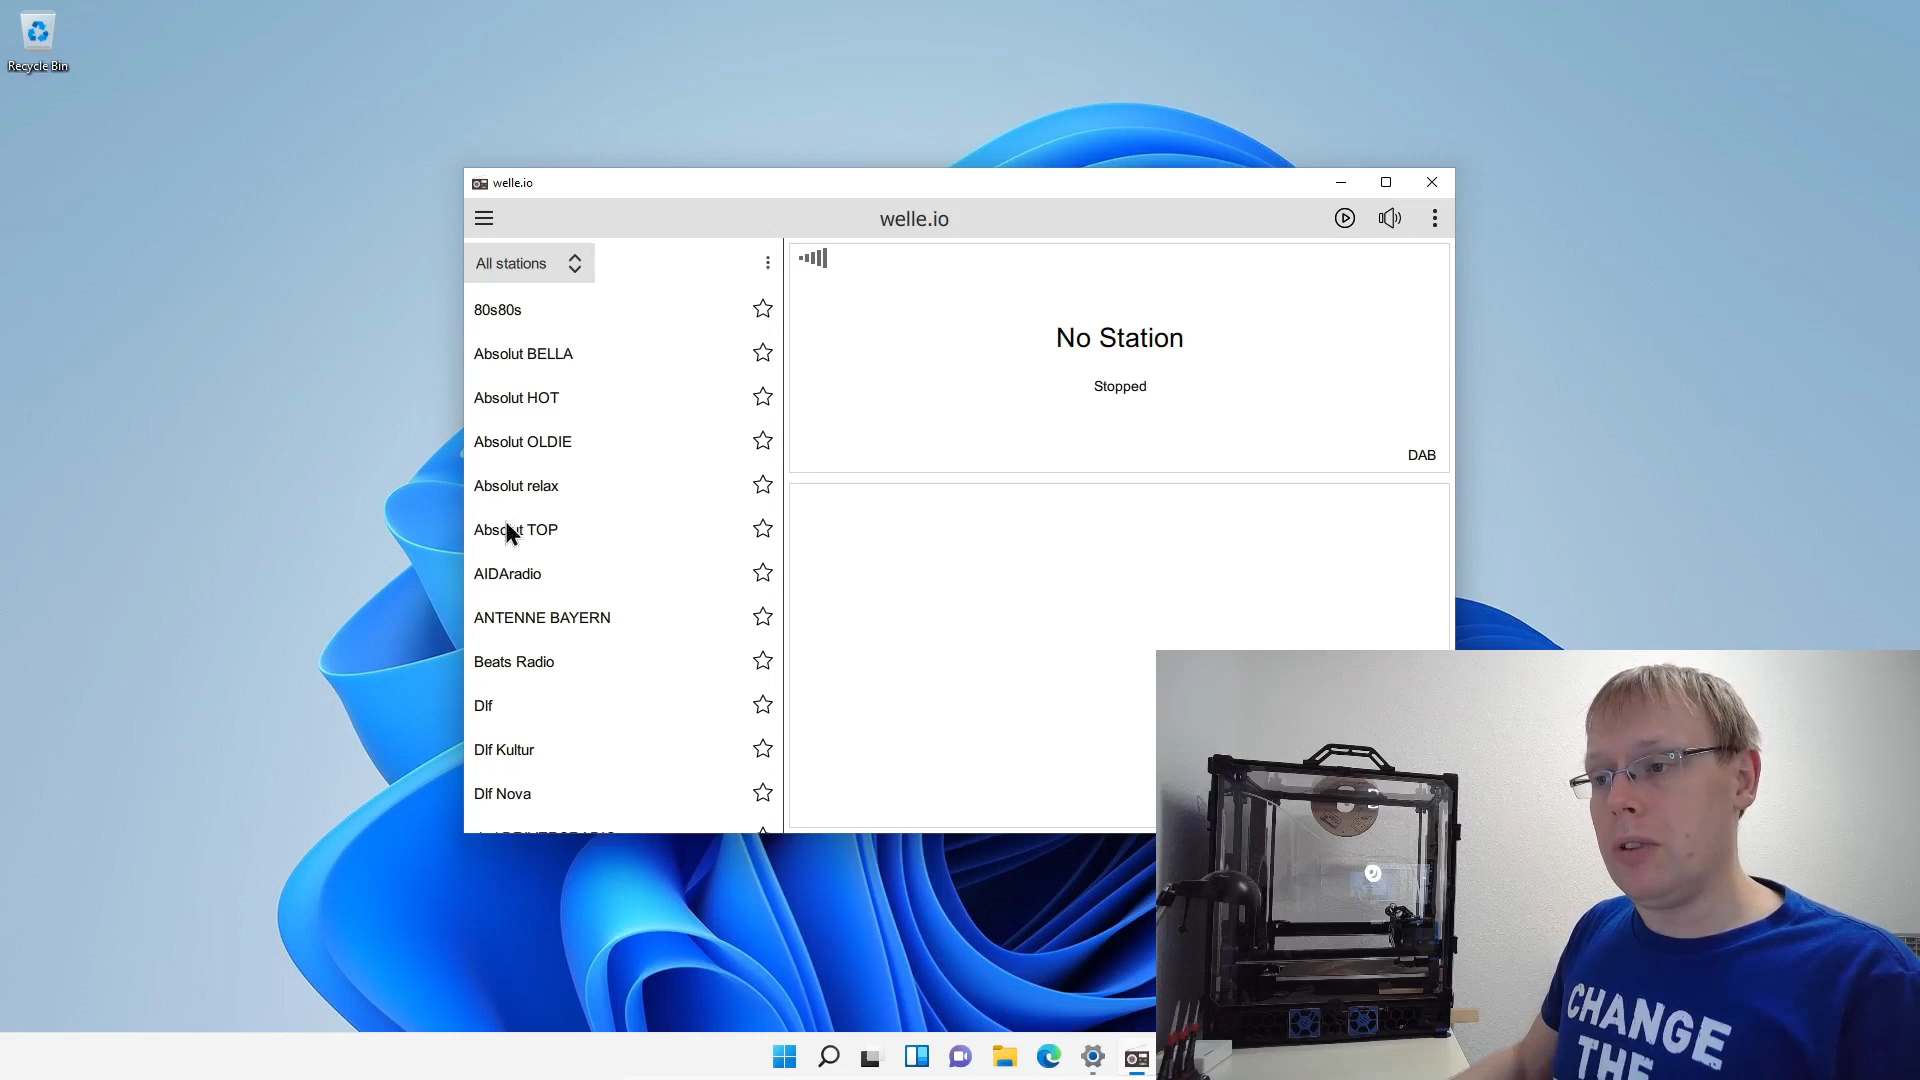 Recycle Bin
welle.io
welle.io
All stations
80s80s
Absolut BELLA
Absolut HOT
Absolut OLDIE
Absolut relax
Absolut TOP
AIDAradio
ANTENNE BAYERN
Beats Radio
Dlf
Dlf Kultur
Dlf Nova
No Station
Stopped
DAB
CHANGE
THE